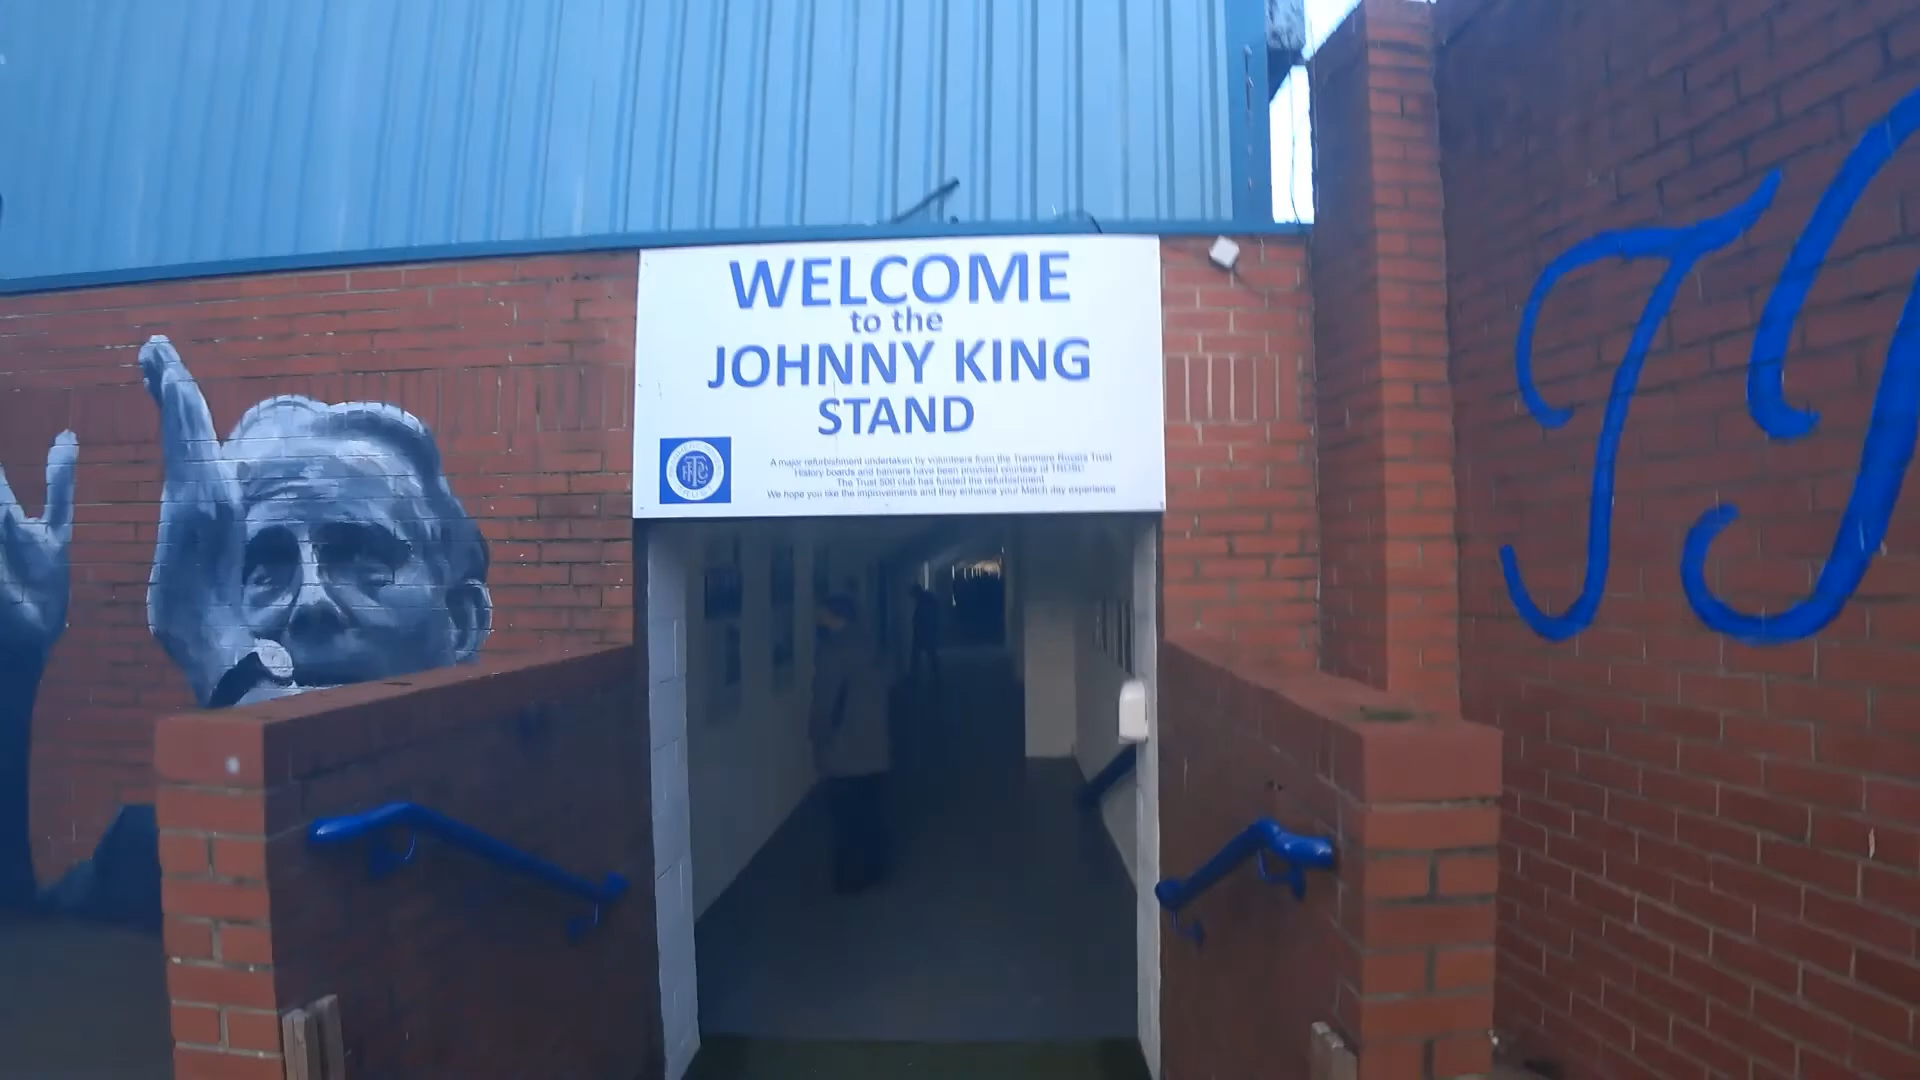 WELCOME
to the
JOHNNY KING
STAND
A major refurbishment undertaken by volunteers from the Tranmere Rovers Trust
History boards and banners have been provided courtesy of TROSC
The Trust 500 club has funded the refurbishment
We hope you like the improvements and they enhance your Match day experience
TRUST